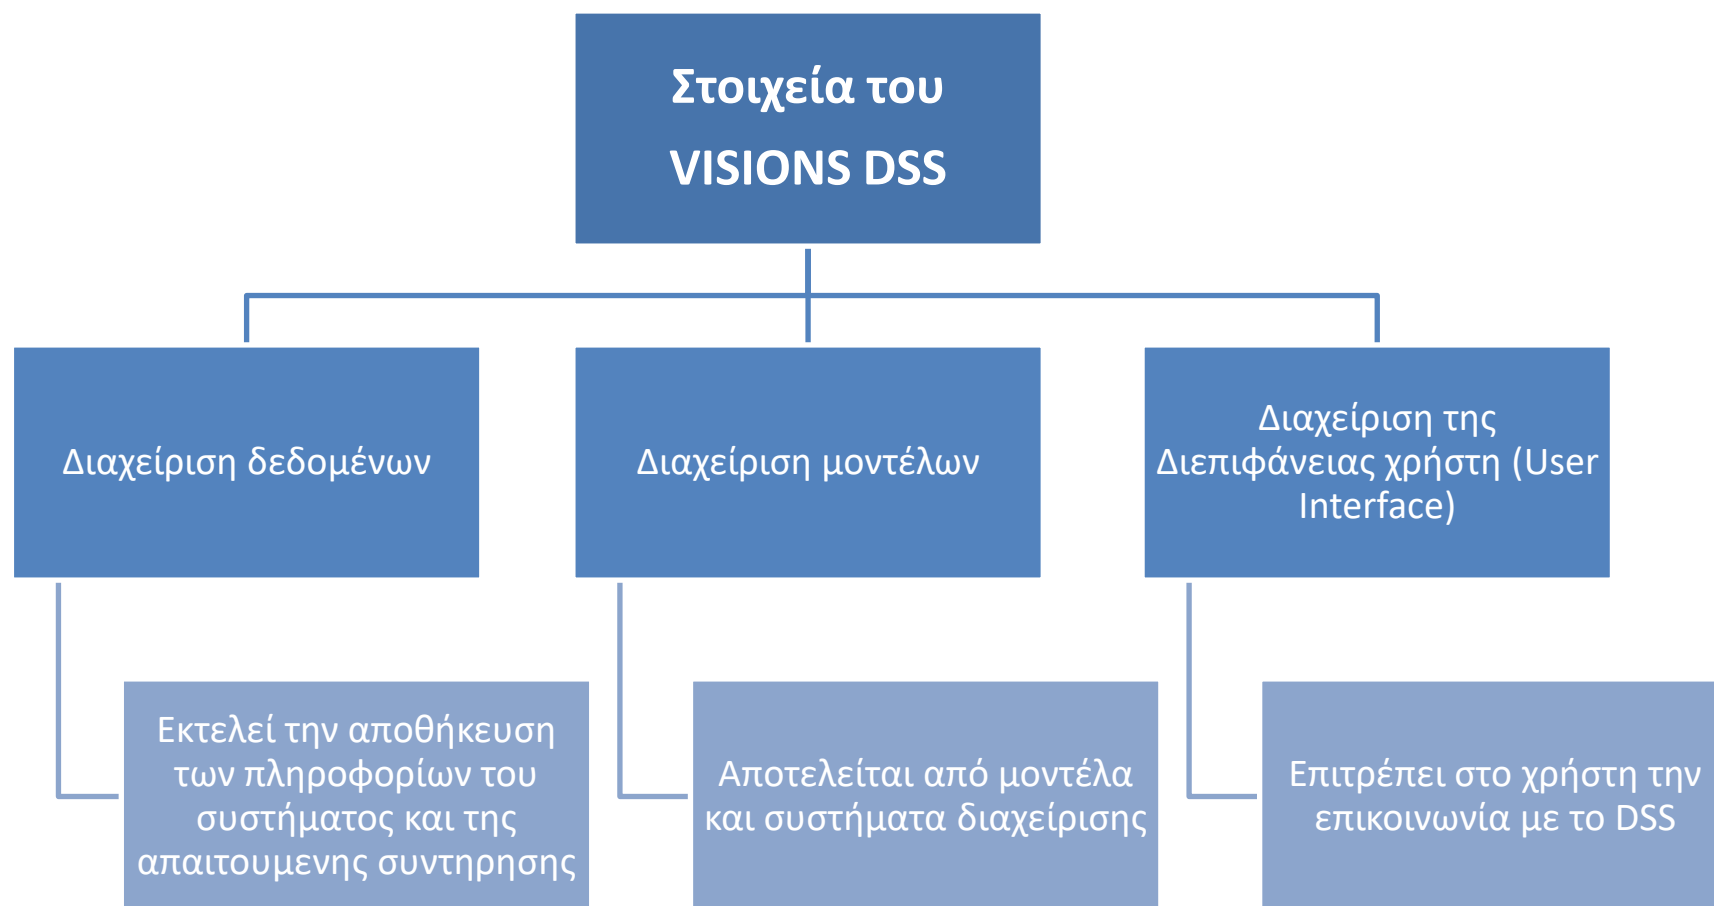 Στοιχεία του
VISIONS DSS
Διαχείριση δεδομένων
Διαχείριση μοντέλων
Διαχείριση της
Διεπιφάνειας χρήστη (User
Interface)
Εκτελεί την αποθήκευση
των πληροφορίων του
συστήματος και της
απαιτουμενης συντηρησης
Αποτελείται από μοντέλα
και συστήματα διαχείρισης
Επιτρέπει στο χρήστη την
επικοινωνία με το DSS